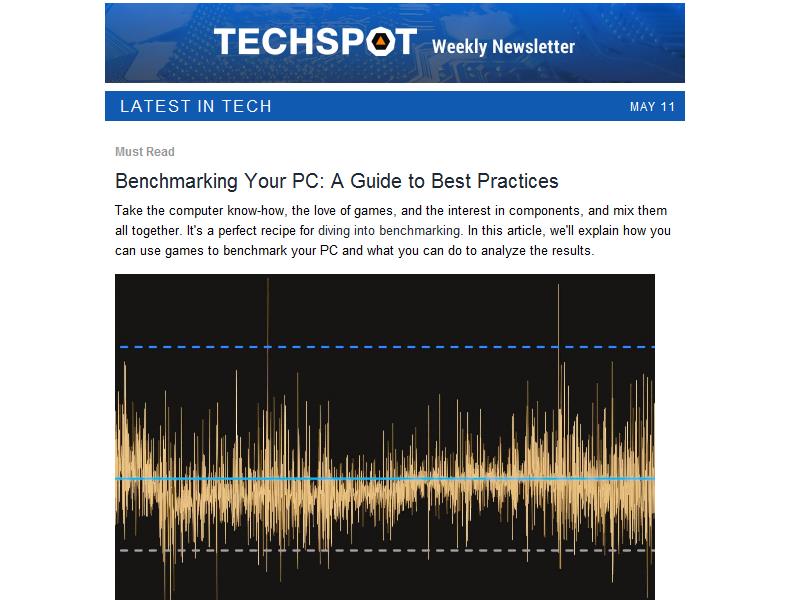 TECHSPOT Weekly Newsletter
LATEST IN TECH MAY 11
Must Read
Benchmarking Your PC: A Guide to Best Practices
Take the computer know-how, the love of games, and the interest in components, and mix them
all together. It's a perfect recipe for diving into benchmarking. In this article, we'll explain how you
can use games to benchmark your PC and what you can do to analyze the results.